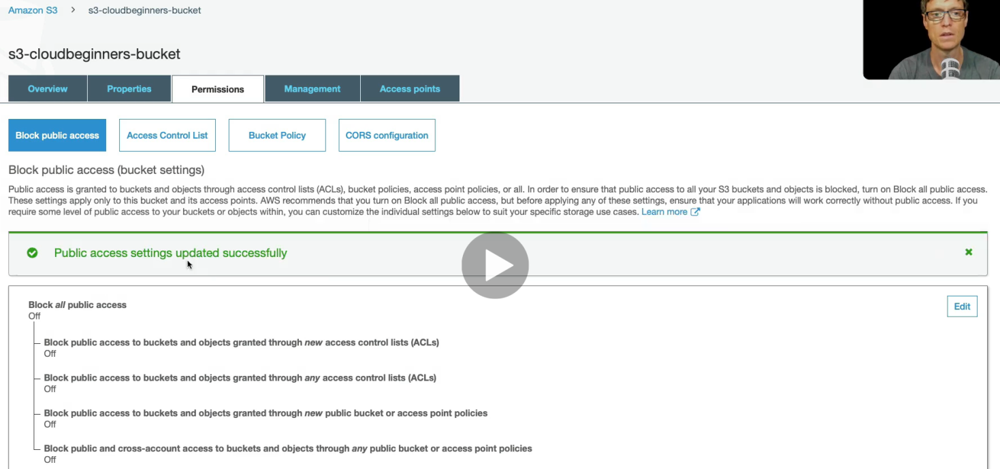 Amazon S3 > s3-cloudbeginners-bucket
s3-cloudbeginners-bucket
Overview Properties Permissions Management Access points
Block public access Access Control List Bucket Policy CORS configuration
Block public access (bucket settings)
Public access is granted to buckets and objects through access control lists (ACLs), bucket policies, access point policies, or all. In order to ensure that public access to all your S3 buckets and objects is blocked, turn on Block all public access.
These settings apply only to this bucket and its access points. AWS recommends that you turn on Block all public access, but before applying any of these settings, ensure that your applications will work correctly without public access. If you
require some level of public access to your buckets or objects within, you can customize the individual settings below to suit your specific storage use cases. Learn more
Public access settings updated successfully
Block all public access
Edit
Off
Block public access to buckets and objects granted through new access control lists (ACLs)
Off
Block public access to buckets and objects granted through any access control lists (ACLs)
Off
Block public access to buckets and objects granted through new public bucket or access point policies
Off
Block public and cross-account access to buckets and objects through any public bucket or access point policies
Off